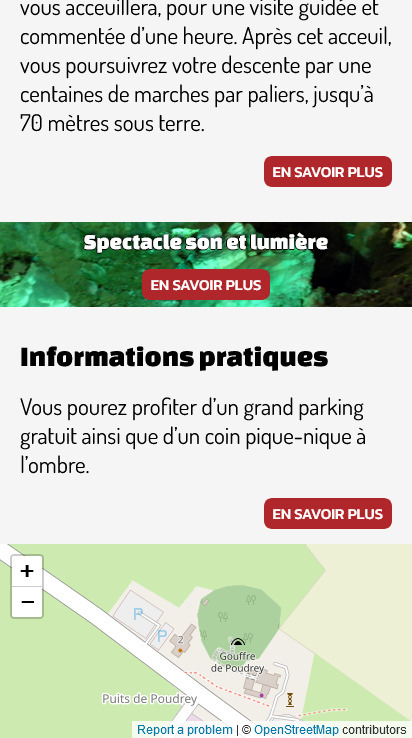 vous acceuillera, pour une visite guidée et
commentée d’une heure. Après cet acceuil,
vous poursuivrez votre descente par une
centaines de marches par paliers, jusqu’à
70 mètres sous terre.
EN SAVOIR PLUS
Spectacle son et lumière
EN SAVOIR PLUS
Informations pratiques
Vous pourez profiter d’un grand parking
gratuit ainsi que d’un coin pique-nique à
l’ombre.
EN SAVOIR PLUS
+
−
P
P
2
Gouffre
de Poudrey
Puits de Poudrey
Report a problem | © OpenStreetMap contributors